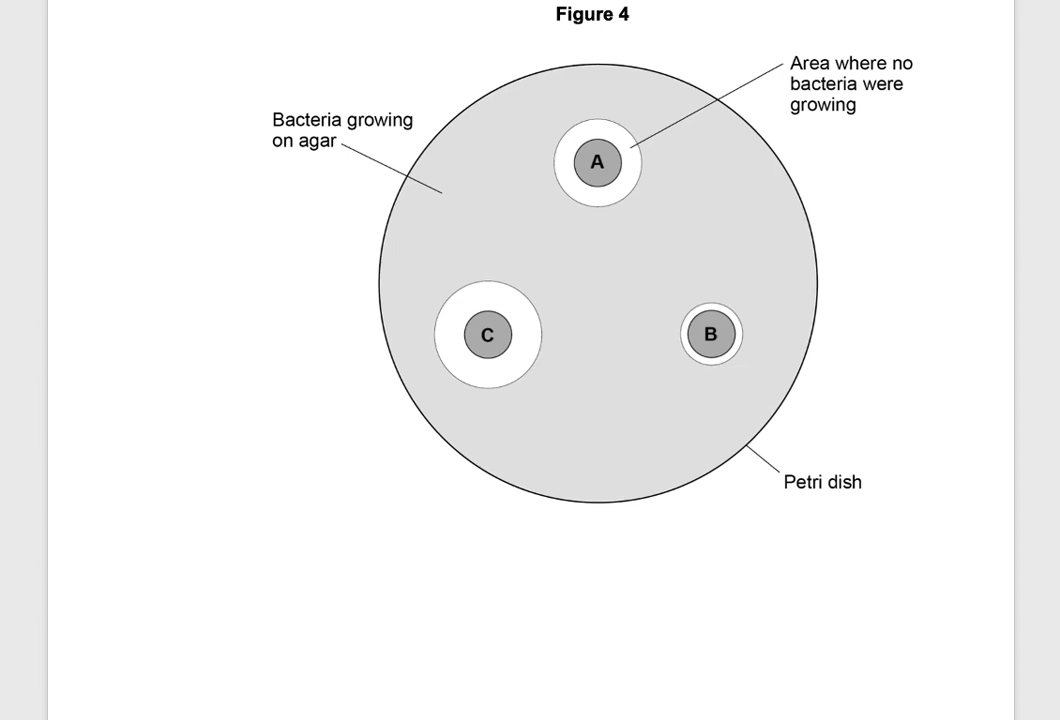 Figure 4
Area where no
bacteria were
growing
Bacteria growing
on agar
A
C
B
Petri dish